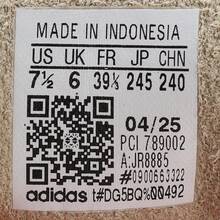 MADE IN INDONESIA
US UK FR JP CHN
7½ 6 39⅓ 245 240
04/25
PCI 789002
A:JR8885
#0900663322
adidas t#DG5BQ%00492